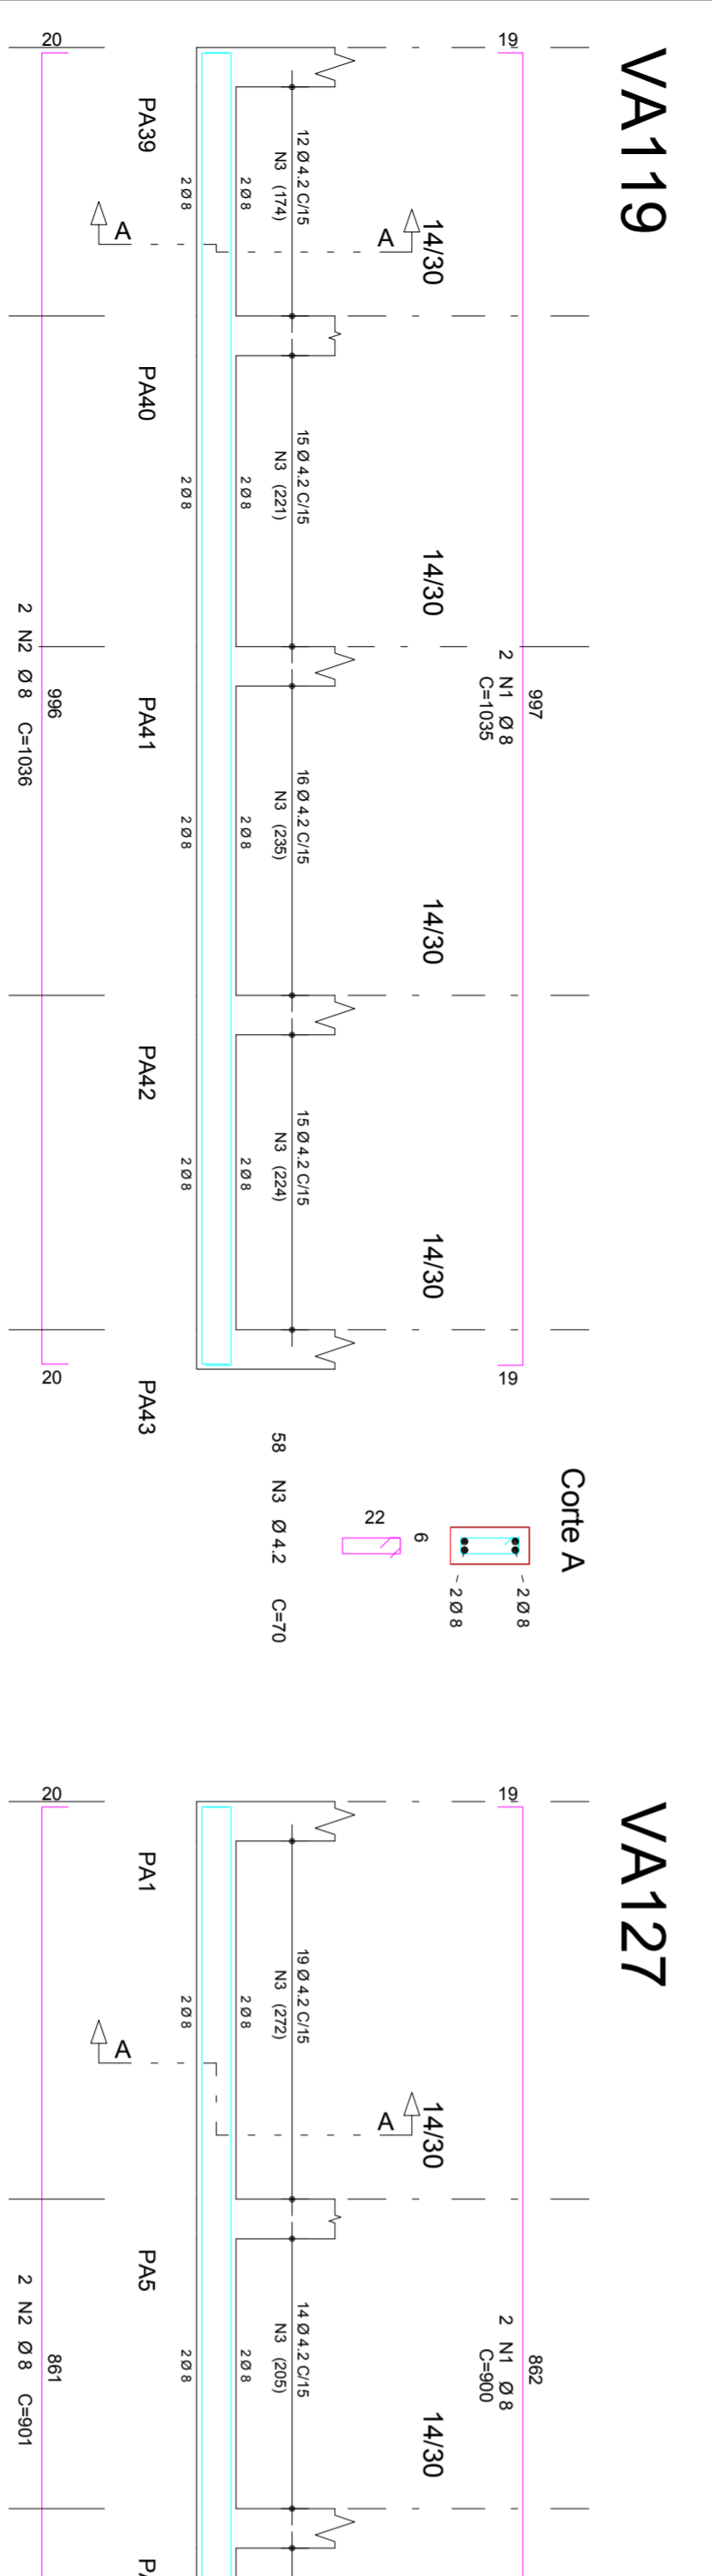 VA119
19
997
19
2 N1 Ø 8
C=1035
14/30
14/30
14/30
14/30
A
12 Ø 4.2 C/15
N3 (174)
15 Ø 4.2 C/15
N3 (221)
16 Ø 4.2 C/15
N3 (235)
15 Ø 4.2 C/15
N3 (224)
2 Ø 8
2 Ø 8
2 Ø 8
2 Ø 8
2 Ø 8
2 Ø 8
2 Ø 8
2 Ø 8
A
PA39
PA40
PA41
PA42
PA43
20
996
20
2 N2 Ø 8 C=1036
Corte A
2 Ø 8
2 Ø 8
6
22
58 N3 Ø 4.2 C=70
VA127
19
862
2 N1 Ø 8
C=900
14/30
14/30
A
19 Ø 4.2 C/15
N3 (272)
14 Ø 4.2 C/15
N3 (205)
2 Ø 8
2 Ø 8
2 Ø 8
2 Ø 8
A
PA1
PA5
20
861
2 N2 Ø 8 C=901